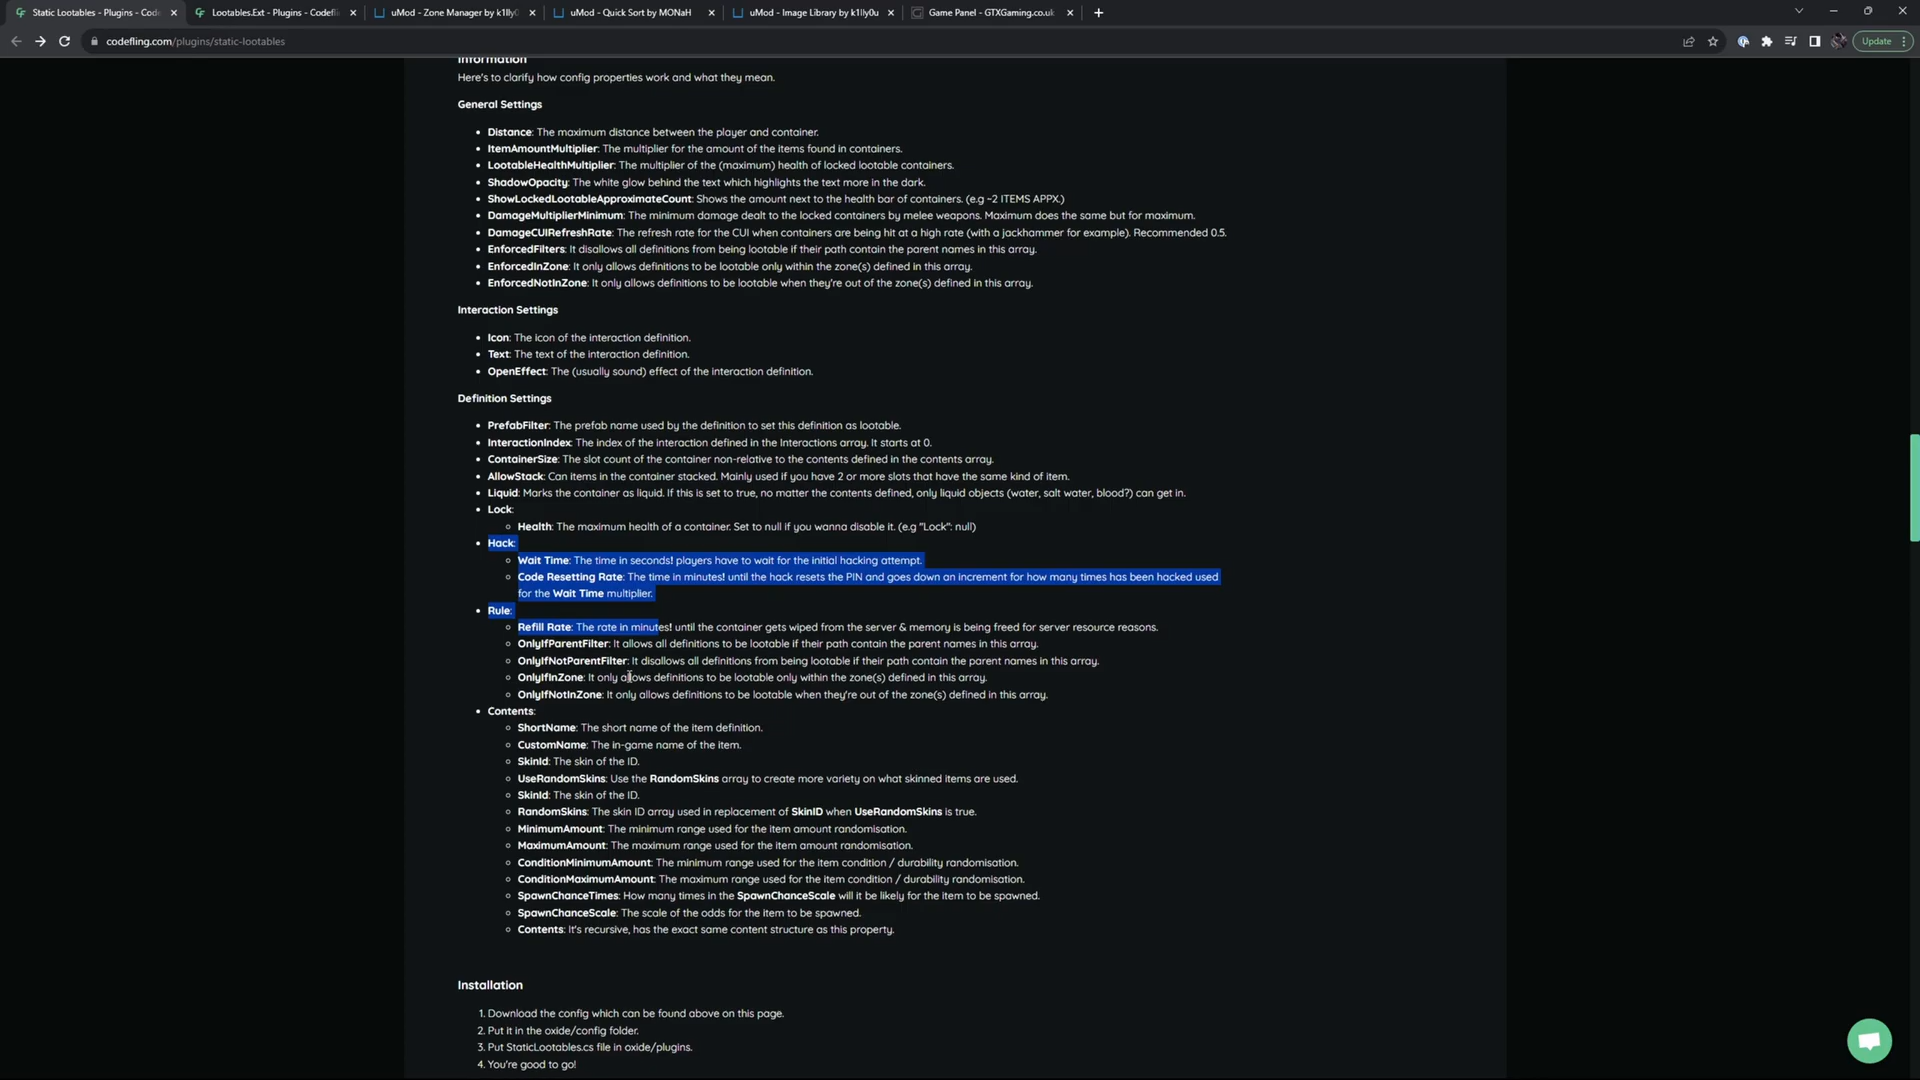 Static Lootables - Plugins - Code
Lootables.Ext - Plugins - Codefli
uMod - Zone Manager by k1lly0
uMod - Quick Sort by MONaH
uMod - Image Library by k1lly0u
Game Panel - GTXGaming.co.uk
codefling.com/plugins/static-lootables
Update
Information
Here's to clarify how config properties work and what they mean.
General Settings
Distance: The maximum distance between the player and container.
ItemAmountMultiplier: The multiplier for the amount of the items found in containers.
LootableHealthMultiplier: The multiplier of the (maximum) health of locked lootable containers.
ShadowOpacity: The white glow behind the text which highlights the text more in the dark.
ShowLockedLootableApproximateCount: Shows the amount next to the health bar of containers. (e.g ~2 ITEMS APPX.)
DamageMultiplierMinimum: The minimum damage dealt to the locked containers by melee weapons. Maximum does the same but for maximum.
DamageCUIRefreshRate: The refresh rate for the CUI when containers are being hit at a high rate (with a jackhammer for example). Recommended 0.5.
EnforcedFilters: It disallows all definitions from being lootable if their path contain the parent names in this array.
EnforcedInZone: It only allows definitions to be lootable only within the zone(s) defined in this array.
EnforcedNotInZone: It only allows definitions to be lootable when they're out of the zone(s) defined in this array.
Interaction Settings
Icon: The icon of the interaction definition.
Text: The text of the interaction definition.
OpenEffect: The (usually sound) effect of the interaction definition.
Definition Settings
PrefabFilter: The prefab name used by the definition to set this definition as lootable.
InteractionIndex: The index of the interaction defined in the Interactions array. It starts at 0.
ContainerSize: The slot count of the container non-relative to the contents defined in the contents array.
AllowStack: Can items in the container stacked. Mainly used if you have 2 or more slots that have the same kind of item.
Liquid: Marks the container as liquid. If this is set to true, no matter the contents defined, only liquid objects (water, salt water, blood?) can get in.
Lock:
Health: The maximum health of a container. Set to null if you wanna disable it. (e.g "Lock": null)
Hack:
Wait Time: The time in seconds! players have to wait for the initial hacking attempt.
Code Resetting Rate: The time in minutes! until the hack resets the PIN and goes down an increment for how many times has been hacked used
for the Wait Time multiplier.
Rule:
Refill Rate: The rate in minutes! until the container gets wiped from the server & memory is being freed for server resource reasons.
OnlyIfParentFilter: It allows all definitions to be lootable if their path contain the parent names in this array.
OnlyIfNotParentFilter: It disallows all definitions from being lootable if their path contain the parent names in this array.
OnlyIfInZone: It only allows definitions to be lootable only within the zone(s) defined in this array.
OnlyIfNotInZone: It only allows definitions to be lootable when they're out of the zone(s) defined in this array.
Contents:
ShortName: The short name of the item definition.
CustomName: The in-game name of the item.
SkinId: The skin of the ID.
UseRandomSkins: Use the RandomSkins array to create more variety on what skinned items are used.
SkinId: The skin of the ID.
RandomSkins: The skin ID array used in replacement of SkinID when UseRandomSkins is true.
MinimumAmount: The minimum range used for the item amount randomisation.
MaximumAmount: The maximum range used for the item amount randomisation.
ConditionMinimumAmount: The minimum range used for the item condition / durability randomisation.
ConditionMaximumAmount: The maximum range used for the item condition / durability randomisation.
SpawnChanceTimes: How many times in the SpawnChanceScale will it be likely for the item to be spawned.
SpawnChanceScale: The scale of the odds for the item to be spawned.
Contents: It's recursive, has the exact same content structure as this property.
Installation
1. Download the config which can be found above on this page.
2. Put it in the oxide/config folder.
3. Put StaticLootables.cs file in oxide/plugins.
4. You're good to go!